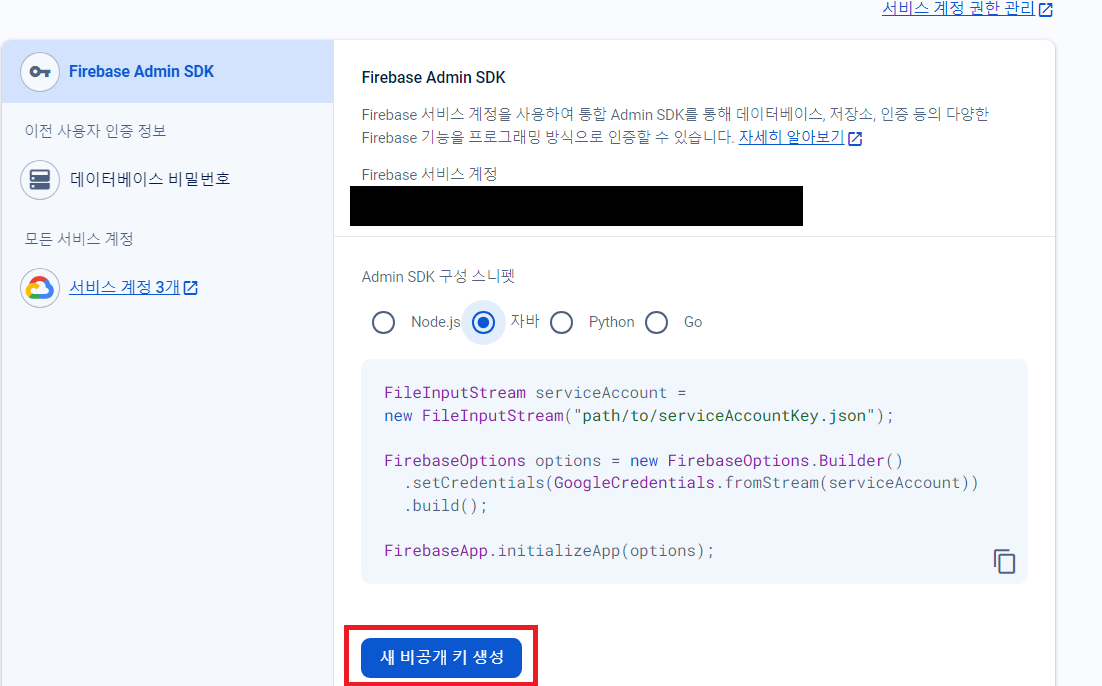 서비스 계정 권한 관리
Firebase Admin SDK
이전 사용자 인증 정보
데이터베이스 비밀번호
모든 서비스 계정
서비스 계정 3개
Firebase Admin SDK
Firebase 서비스 계정을 사용하여 통합 Admin SDK를 통해 데이터베이스, 저장소, 인증 등의 다양한
Firebase 기능을 프로그래밍 방식으로 인증할 수 있습니다. 자세히 알아보기
Firebase 서비스 계정
Admin SDK 구성 스니펫
Node.js 자바 Python Go
FileInputStream serviceAccount =
new FileInputStream("path/to/serviceAccountKey.json");
FirebaseOptions options = new FirebaseOptions.Builder()
.setCredentials(GoogleCredentials.fromStream(serviceAccount))
.build();
FirebaseApp.initializeApp(options);
새 비공개 키 생성